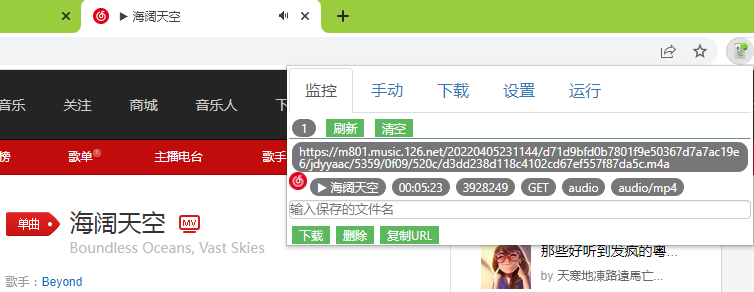 ▶ 海阔天空
音乐 关注 商城 音乐人 下
榜 歌单 主播电台 歌手
单曲 海阔天空 MV
Boundless Oceans, Vast Skies
歌手：Beyond
监控 手动 下载 设置 运行
1 刷新 清空
https://m801.music.126.net/20220405231144/d71d9bfd0b7801f9e50367d7a7ac19e
6/jdyyaac/5359/0f09/520c/d3dd238d118c4102cd67ef557f87da5c.m4a
▶ 海阔天空 00:05:23 3928249 GET audio audio/mp4
输入保存的文件名
下载 删除 复制URL
那些好听到发疯的粤...
by 天寒地凍路遠馬亡...